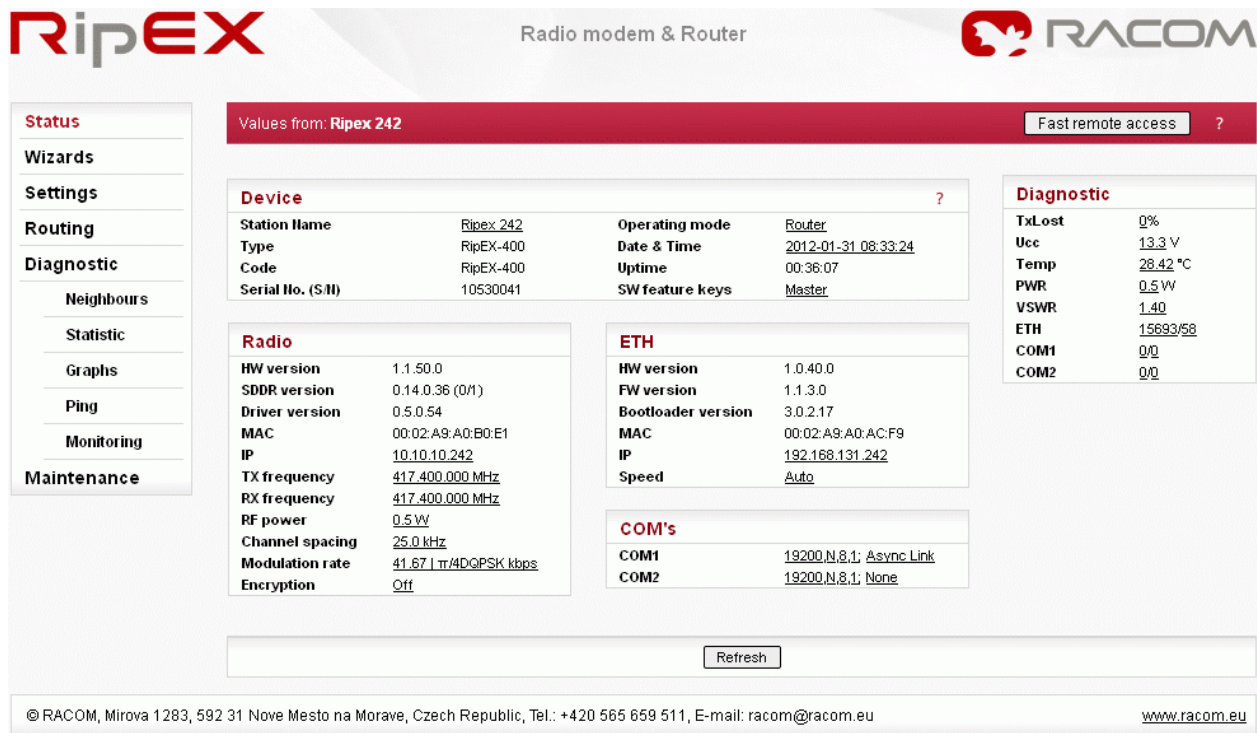 RipEX
Radio modem & Router
RACOM
Status
Wizards
Settings
Routing
Diagnostic
Neighbours
Statistic
Graphs
Ping
Monitoring
Maintenance
Values from: Ripex 242
Fast remote access ?
Device ?
Station Name Ripex 242 Operating mode Router
Type RipEX-400 Date & Time 2012-01-31 08:33:24
Code RipEX-400 Uptime 00:36:07
Serial No. (S/N) 10530041 SW feature keys Master
Radio
HW version 1.1.50.0
SDDR version 0.14.0.36 (0/1)
Driver version 0.5.0.54
MAC 00:02:A9:A0:B0:E1
IP 10.10.10.242
TX frequency 417.400.000 MHz
RX frequency 417.400.000 MHz
RF power 0.5 W
Channel spacing 25.0 kHz
Modulation rate 41.67 | π/4DQPSK kbps
Encryption Off
ETH
HW version 1.0.40.0
FW version 1.1.3.0
Bootloader version 3.0.2.17
MAC 00:02:A9:A0:AC:F9
IP 192.168.131.242
Speed Auto
COM's
COM1 19200,N,8,1; Async Link
COM2 19200,N,8,1; None
Diagnostic
TxLost 0%
Ucc 13.3 V
Temp 28.42 °C
PWR 0.5 W
VSWR 1.40
ETH 15693/58
COM1 0/0
COM2 0/0
Refresh
© RACOM, Mirova 1283, 592 31 Nove Mesto na Morave, Czech Republic, Tel.: +420 565 659 511, E-mail: racom@racom.eu
www.racom.eu